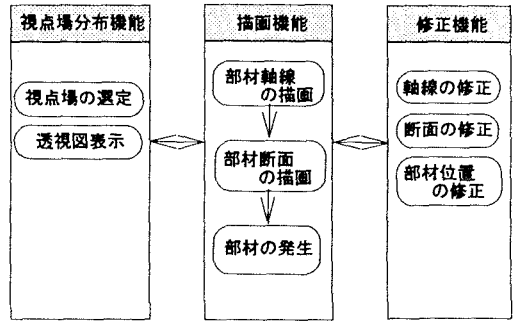 視点場分布機能
視点場の選定
透視図表示
描画機能
部材軸線
の描画
部材断面
の描画
部材の発生
修正機能
軸線の修正
断面の修正
部材位置
の修正